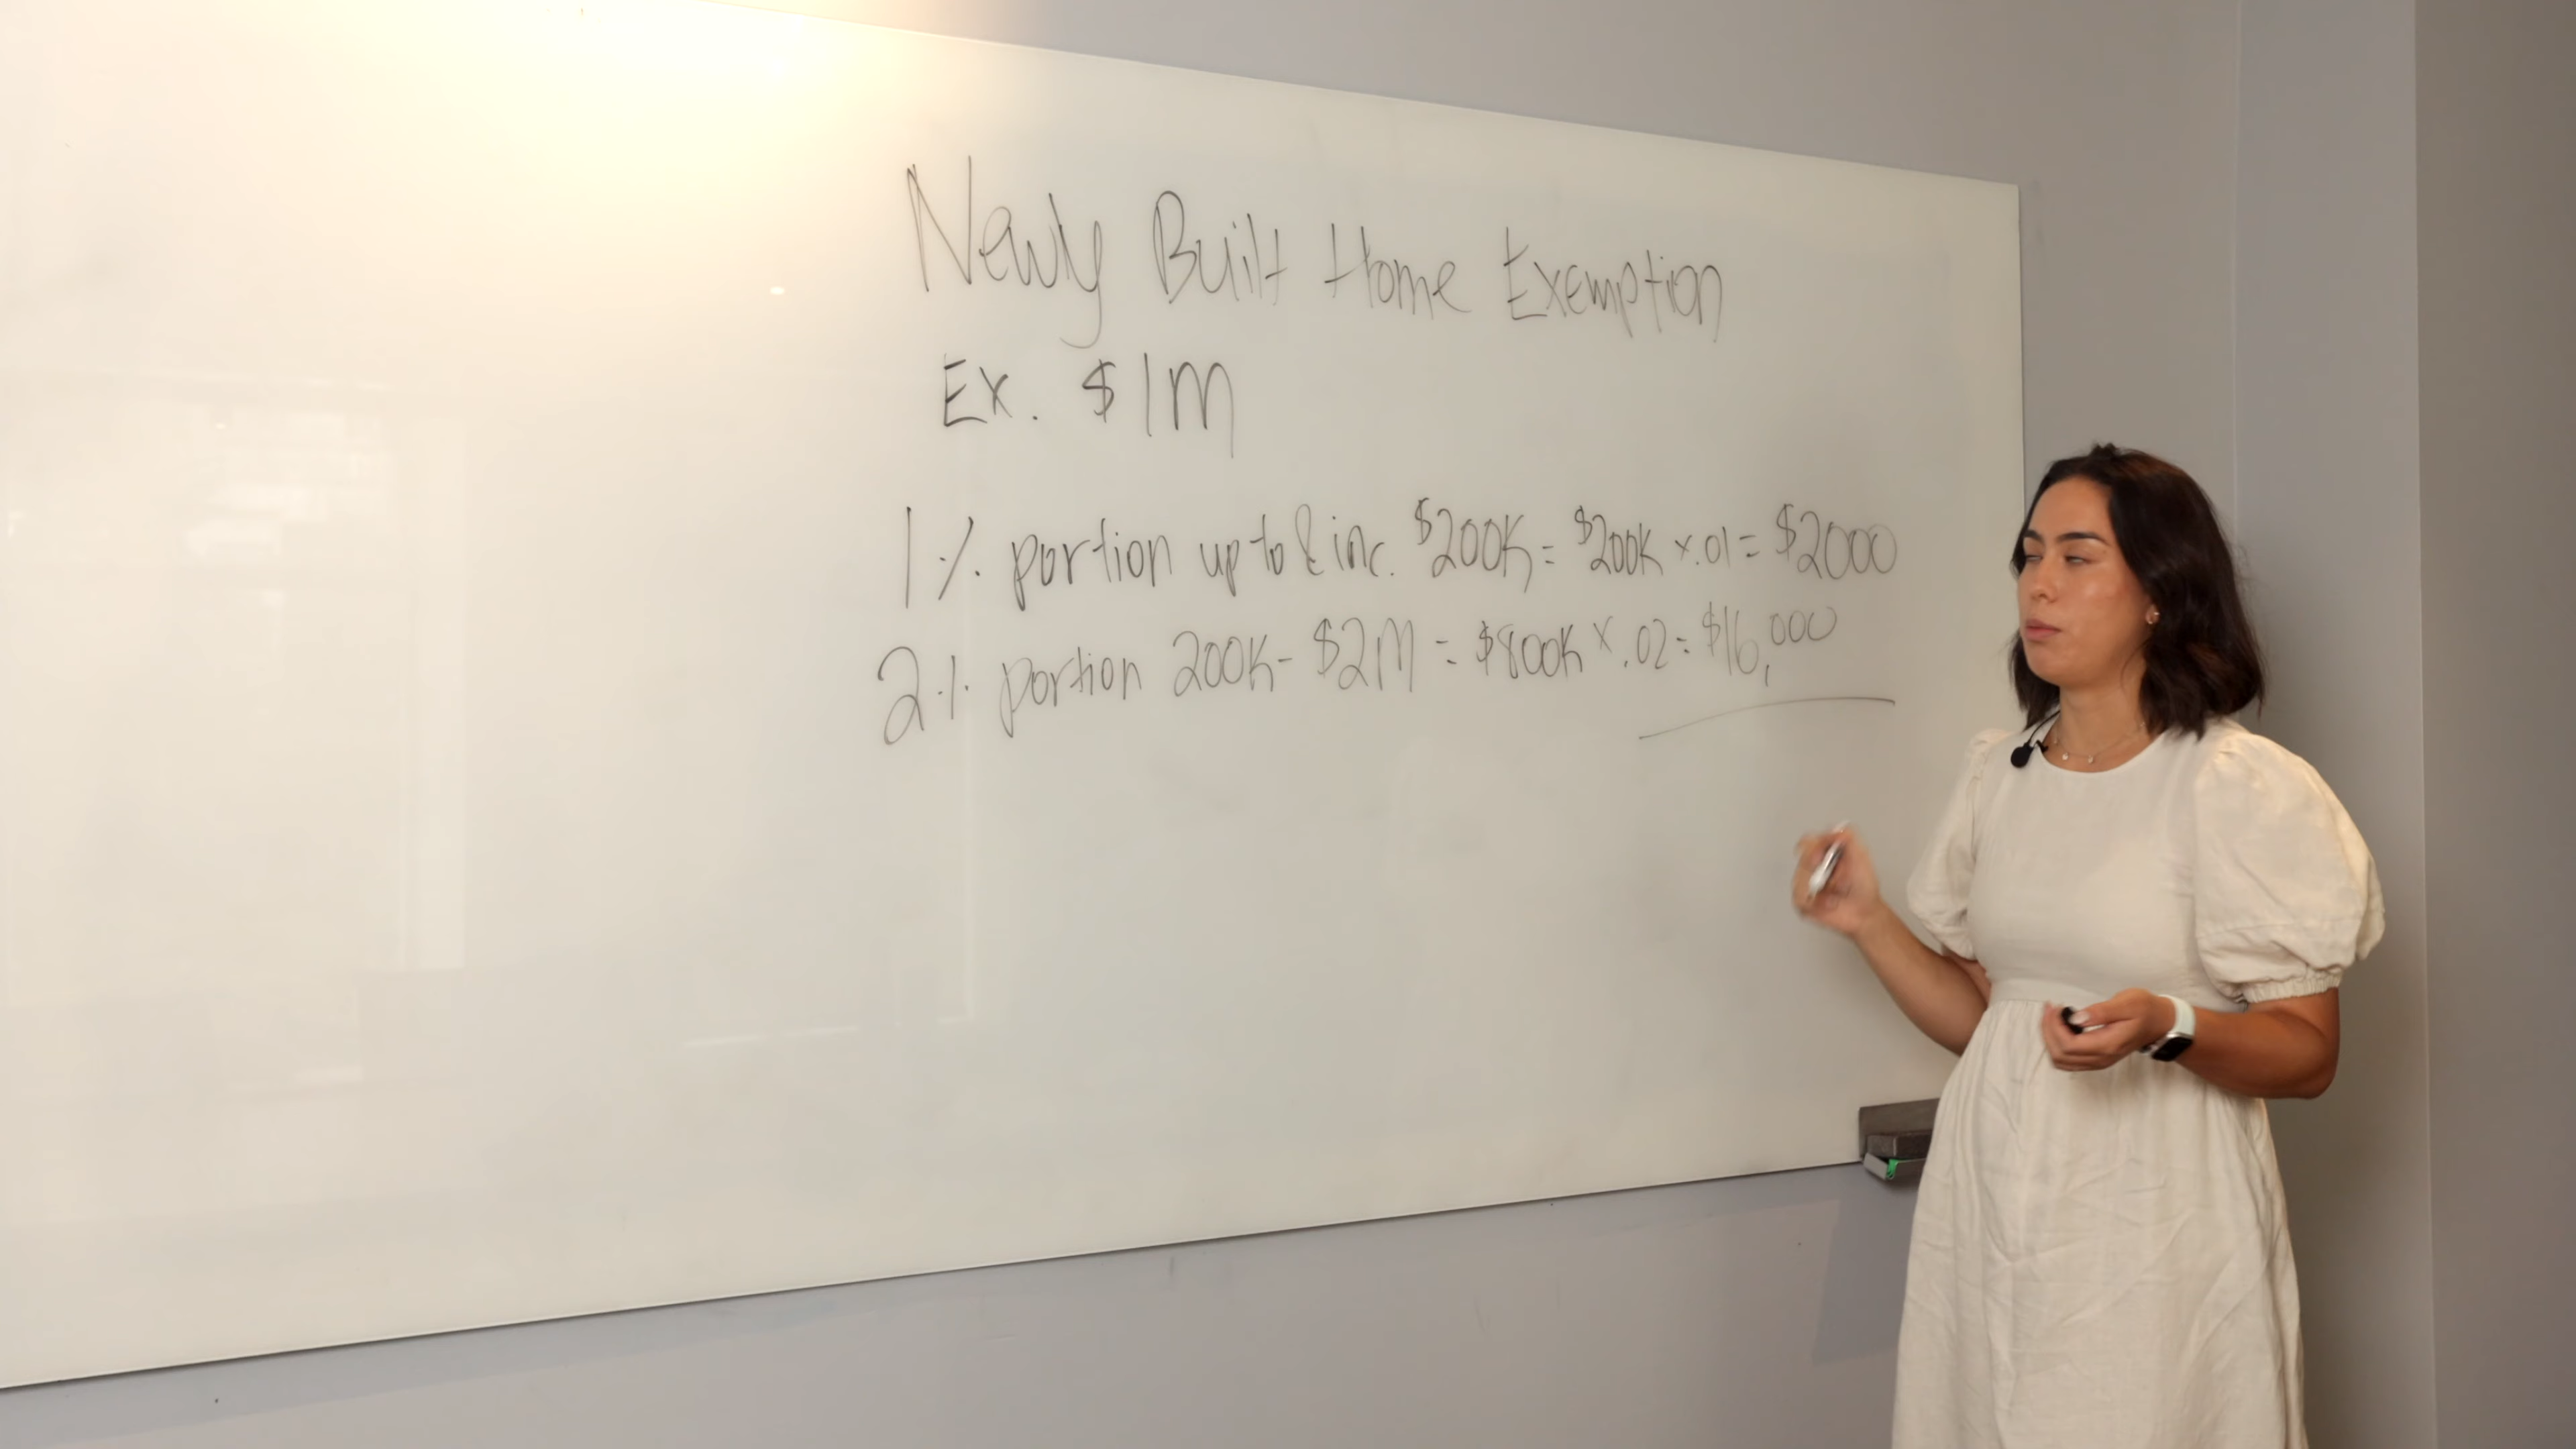 Newly Built Home Exemption
Ex. $1M
1% portion up to & inc. $200K = $200K x .01 = $2000
2% portion 200K - $2M = $800K x .02 = $16,000